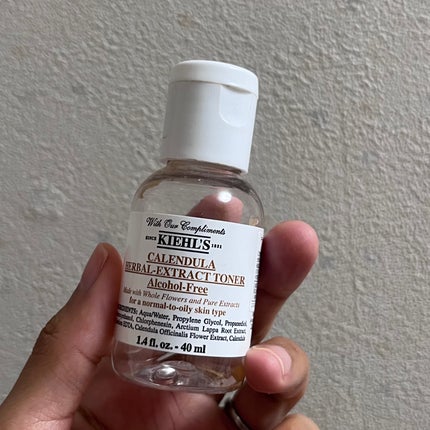 With Our Compliments
SINCE KIEHL'S 1851
CALENDULA
HERBAL-EXTRACT TONER
Alcohol-Free
Made with Whole Flowers and Pure Extracts
for a normal-to-oily skin type
INGREDIENTS: Aqua/Water, Propylene Glycol, Propanediol,
Chlorphenesin, Arctium Lappa Root Extract,
EDTA, Calendula Officinalis Flower Extract, Calendula
1.4 fl. oz. - 40 ml